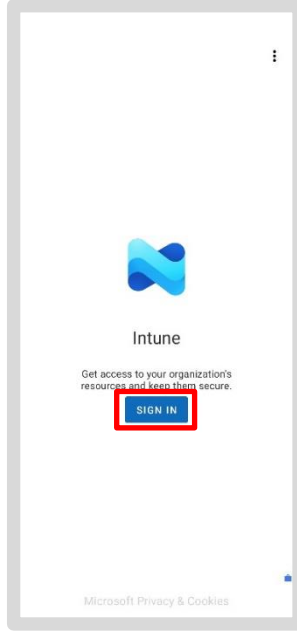 Intune
Get access to your organization's
resources and keep them secure.
SIGN IN
Microsoft Privacy & Cookies